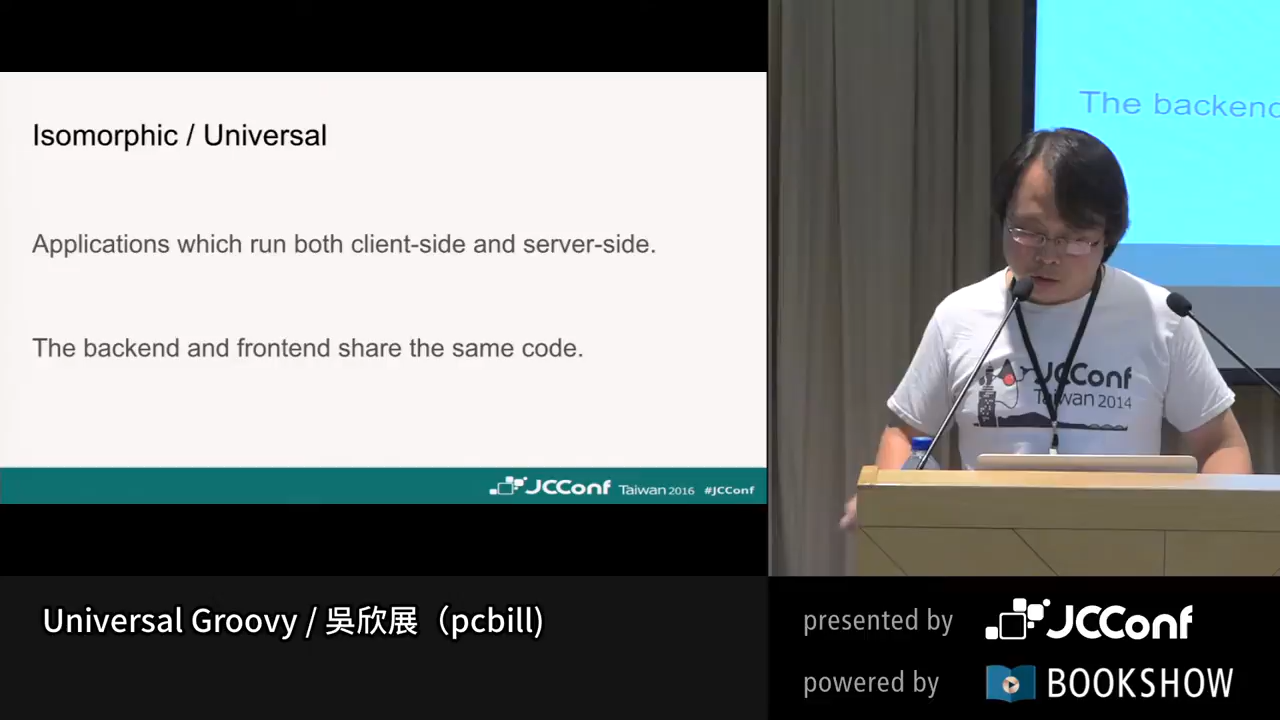 Isomorphic / Universal
Applications which run both client-side and server-side.
The backend and frontend share the same code.
JCConf Taiwan 2016 #JCConf
The backend
JCConf
Taiwan 2014
Universal Groovy / 吳欣展（pcbill)
presented by JCConf
powered by BOOKSHOW